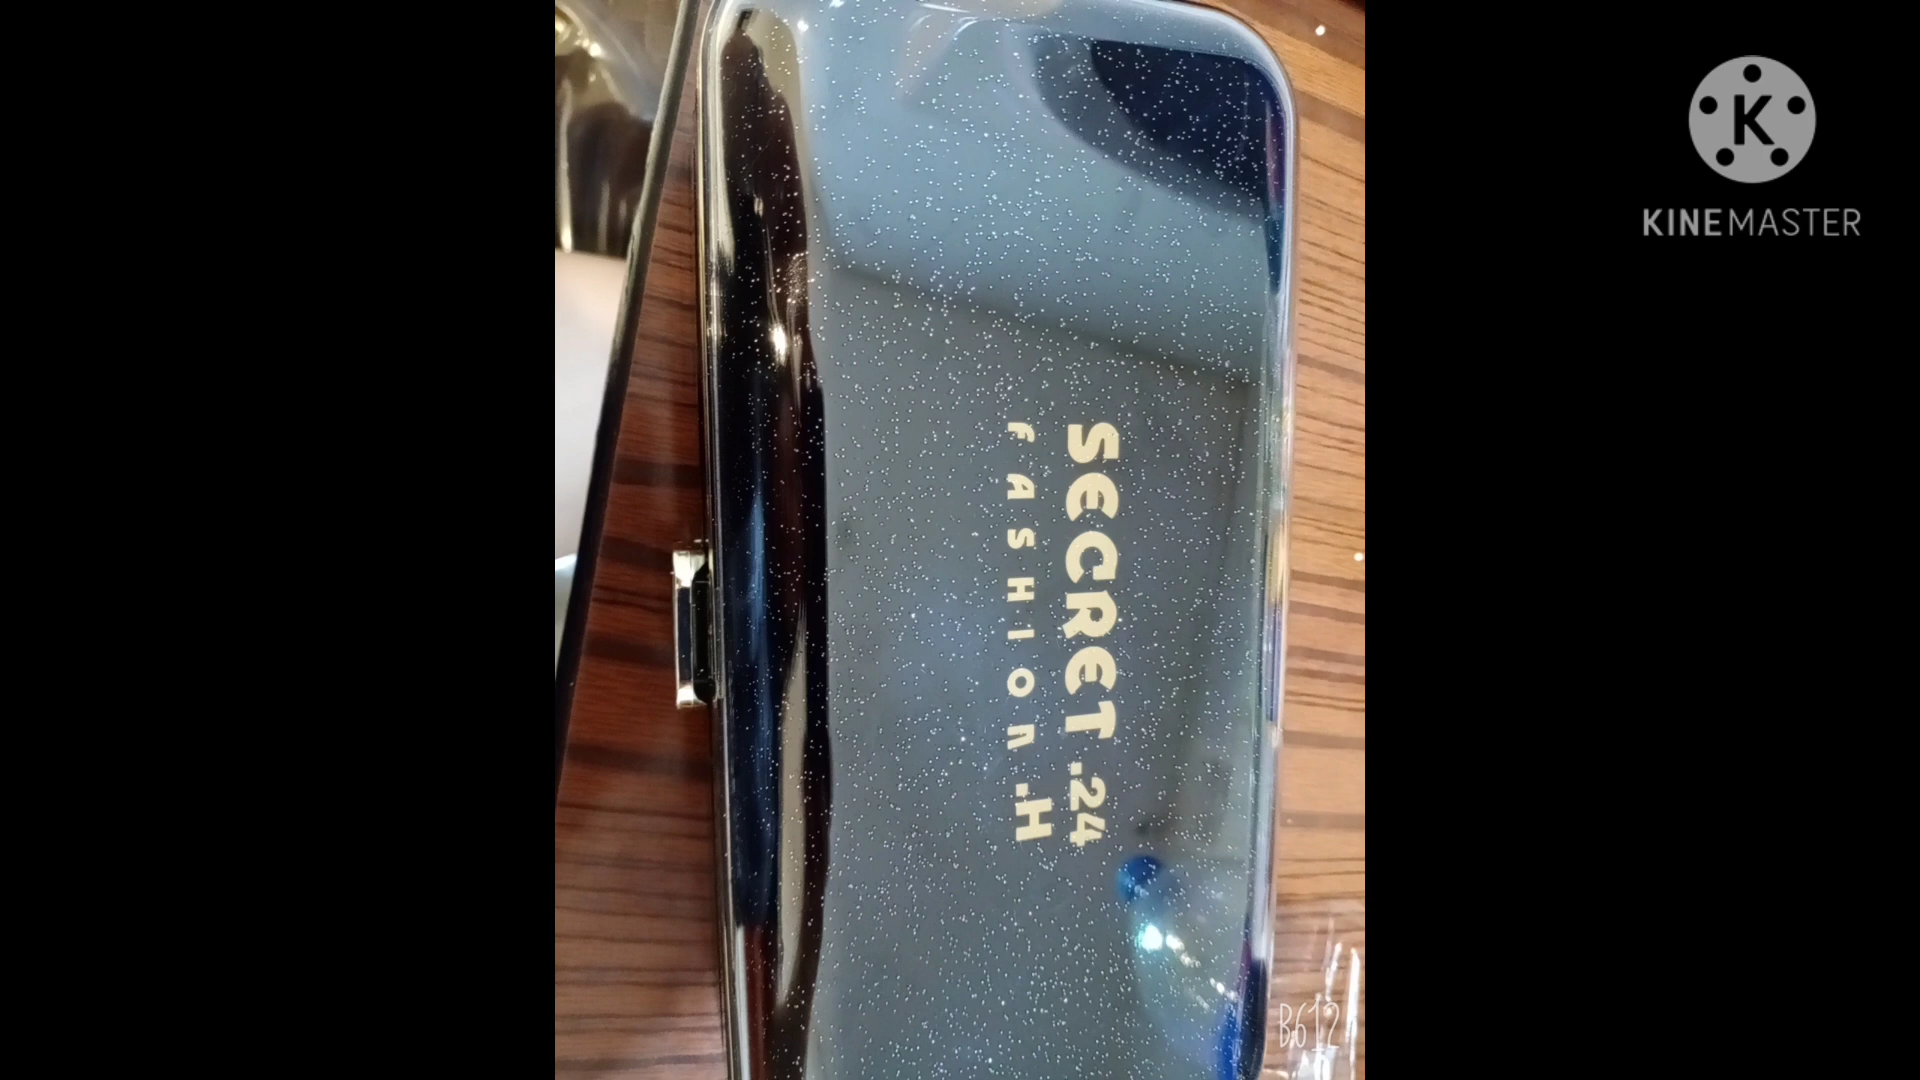 K
KINEMASTER
SECRET .24
FASHION .H
B612